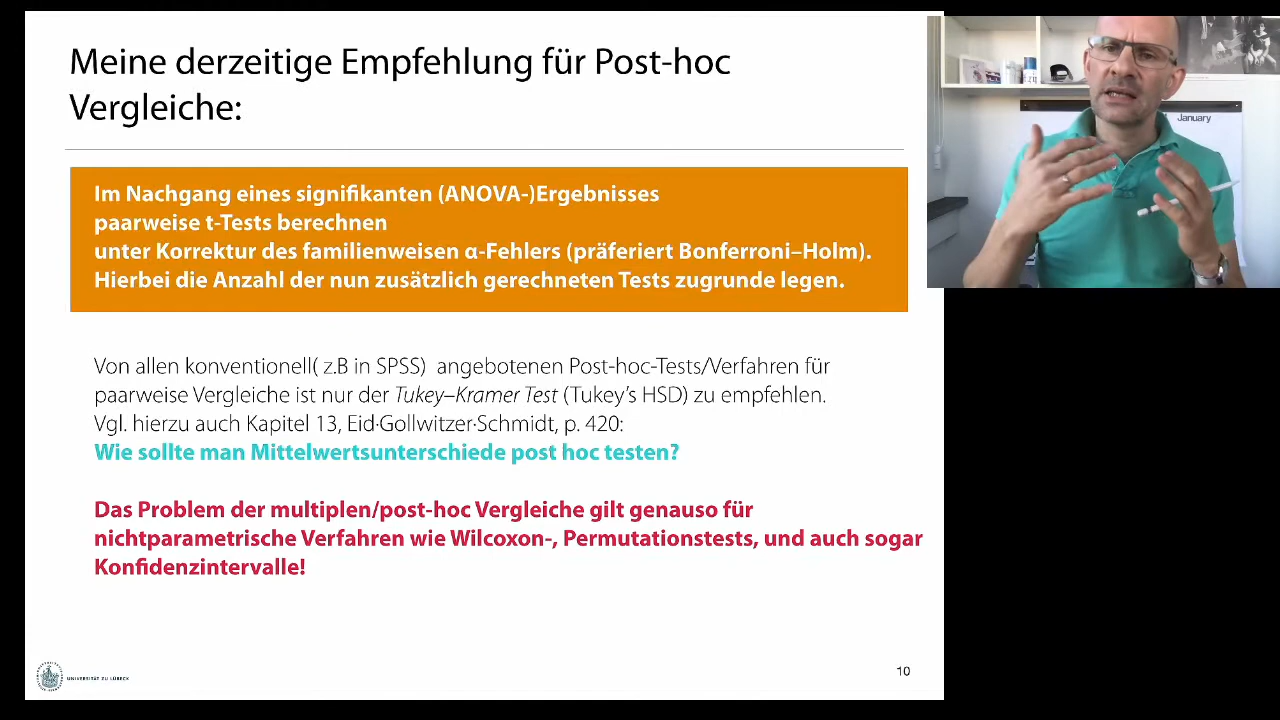 Meine derzeitige Empfehlung für Post-hoc
Vergleiche:
Im Nachgang eines signifikanten (ANOVA-)Ergebnisses
paarweise t-Tests berechnen
unter Korrektur des familienweisen α-Fehlers (präferiert Bonferroni–Holm).
Hierbei die Anzahl der nun zusätzlich gerechneten Tests zugrunde legen.
Von allen konventionell( z.B in SPSS)  angebotenen Post-hoc-Tests/Verfahren für
paarweise Vergleiche ist nur der Tukey–Kramer Test (Tukey's HSD) zu empfehlen.
Vgl. hierzu auch Kapitel 13, Eid·Gollwitzer·Schmidt, p. 420:
Wie sollte man Mittelwertsunterschiede post hoc testen?
Das Problem der multiplen/post-hoc Vergleiche gilt genauso für
nichtparametrische Verfahren wie Wilcoxon-, Permutationstests, und auch sogar
Konfidenzintervalle!
UNIVERSITÄT ZU LÜBECK
10
January